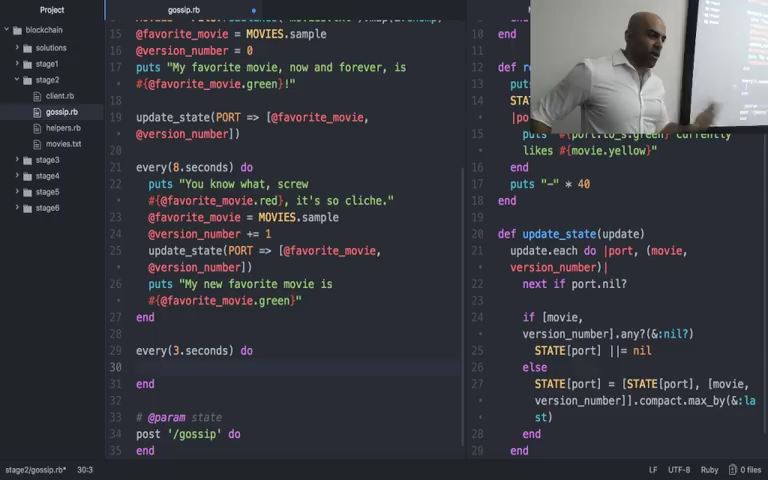 Project
blockchain
solutions
stage1
stage2
client.rb
gossip.rb
helpers.rb
movies.txt
stage3
stage4
stage5
stage6
gossip.rb
15 @favorite_movie = MOVIES.sample
16 @version_number = 0
17 puts "My favorite movie, now and forever, is
#{@favorite_movie.green}!"
18
19 update_state(PORT => [@favorite_movie,
@version_number])
20
21 every(8.seconds) do
22 puts "You know what, screw
#{@favorite_movie.red}, it's so cliche."
23 @favorite_movie = MOVIES.sample
24 @version_number += 1
25 update_state(PORT => [@favorite_movie,
@version_number])
26 puts "My new favorite movie is
#{@favorite_movie.green}"
27 end
28
29 every(3.seconds) do
30
31 end
32
33 # @param state
34 post '/gossip' do
35 end
9 end
10 end
11
12 def
13
14 STA
15
puts "#{port.to_s.green} currently
likes #{movie.yellow}"
16 end
17 puts "-" * 40
18 end
19
20 def update_state(update)
21 update.each do |port, (movie,
version_number)|
22 next if port.nil?
23
24 if [movie,
version_number].any?(&:nil?)
25 STATE[port] ||= nil
26 else
27 STATE[port] = [STATE[port], [movie,
version_number]].compact.max_by(&:la
st)
28 end
29 end
stage2/gossip.rb* 30:3
LF UTF-8 Ruby 0 files